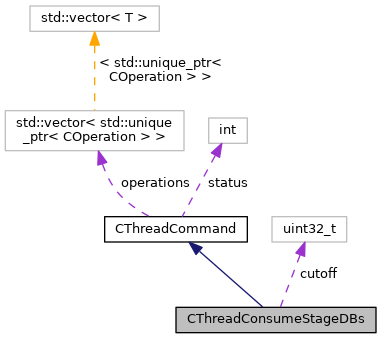 std::vector< T >
< std::unique_ptr<
COperation > >
std::vector< std::unique
_ptr< COperation > >
int
operations
status
CThreadCommand
uint32_t
cutoff
CThreadConsumeStageDBs